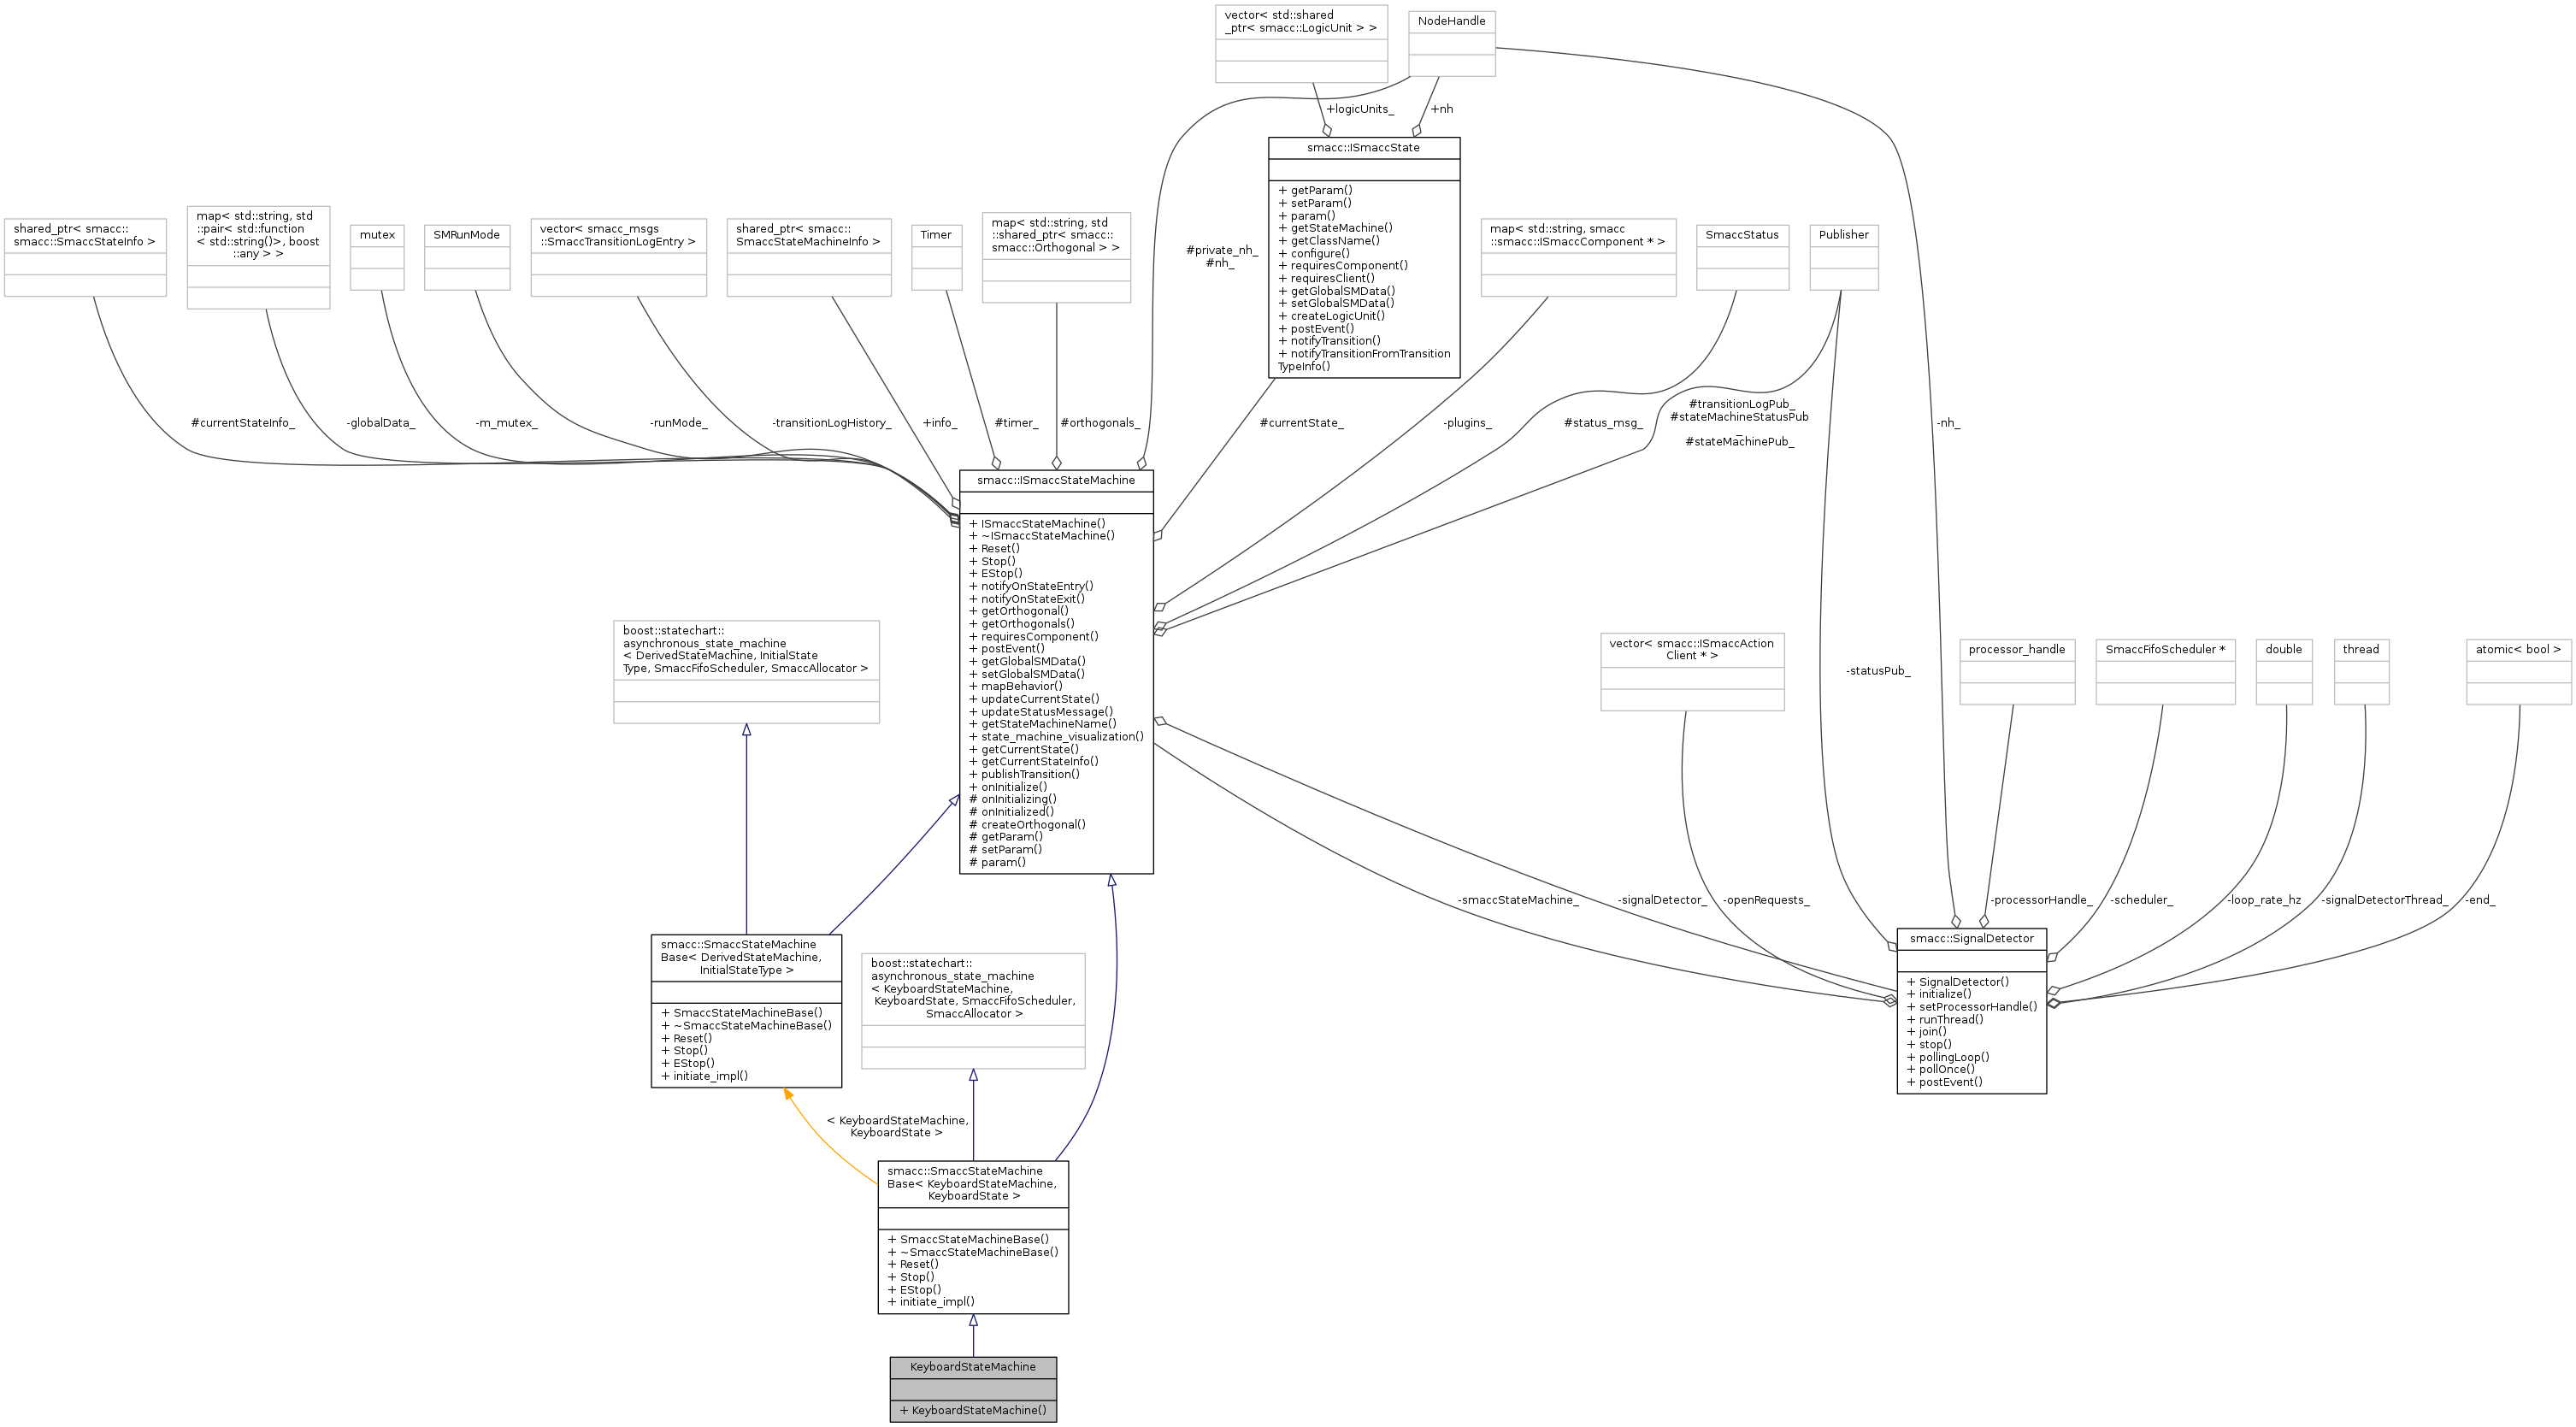 vector< std::shared
_ptr< smacc::LogicUnit > >
NodeHandle
+logicUnits_
+nh
smacc::ISmaccState
+ getParam()
+ setParam()
+ param()
+ getStateMachine()
+ getClassName()
+ configure()
+ requiresComponent()
+ requiresClient()
+ getGlobalSMData()
+ setGlobalSMData()
+ createLogicUnit()
+ postEvent()
+ notifyTransition()
+ notifyTransitionFromTransition
TypeInfo()
shared_ptr< smacc::
smacc::SmaccStateInfo >
map< std::string, std
::pair< std::function
< std::string()>, boost
::any > >
mutex
SMRunMode
vector< smacc_msgs
::SmaccTransitionLogEntry >
shared_ptr< smacc::
SmaccStateMachineInfo >
Timer
map< std::string, std
::shared_ptr< smacc::
smacc::Orthogonal > >
#private_nh_
#nh_
map< std::string, smacc
::smacc::ISmaccComponent * >
SmaccStatus
Publisher
#currentStateInfo_
-globalData_
-m_mutex_
-runMode_
-transitionLogHistory_
+info_
#timer_
#orthogonals_
#currentState_
-plugins_
#status_msg_
#transitionLogPub_
#stateMachineStatusPub
_
#stateMachinePub_
-nh_
smacc::ISmaccStateMachine
+ ISmaccStateMachine()
+ ~ISmaccStateMachine()
+ Reset()
+ Stop()
+ EStop()
+ notifyOnStateEntry()
+ notifyOnStateExit()
+ getOrthogonal()
+ getOrthogonals()
+ requiresComponent()
+ postEvent()
+ getGlobalSMData()
+ setGlobalSMData()
+ mapBehavior()
+ updateCurrentState()
+ updateStatusMessage()
+ getStateMachineName()
+ state_machine_visualization()
+ getCurrentState()
+ getCurrentStateInfo()
+ publishTransition()
+ onInitialize()
# onInitializing()
# onInitialized()
# createOrthogonal()
# getParam()
# setParam()
# param()
boost::statechart::
asynchronous_state_machine
< DerivedStateMachine, InitialState
Type, SmaccFifoScheduler, SmaccAllocator >
vector< smacc::ISmaccAction
Client * >
-statusPub_
processor_handle
SmaccFifoScheduler *
double
thread
atomic< bool >
-smaccStateMachine_
-signalDetector_
-openRequests_
-processorHandle_
-scheduler_
-loop_rate_hz
-signalDetectorThread_
-end_
smacc::SignalDetector
+ SignalDetector()
+ initialize()
+ setProcessorHandle()
+ runThread()
+ join()
+ stop()
+ pollingLoop()
+ pollOnce()
+ postEvent()
smacc::SmaccStateMachine
Base< DerivedStateMachine,
InitialStateType >
+ SmaccStateMachineBase()
+ ~SmaccStateMachineBase()
+ Reset()
+ Stop()
+ EStop()
+ initiate_impl()
boost::statechart::
asynchronous_state_machine
< KeyboardStateMachine,
KeyboardState, SmaccFifoScheduler,
SmaccAllocator >
< KeyboardStateMachine,
KeyboardState >
smacc::SmaccStateMachine
Base< KeyboardStateMachine,
KeyboardState >
+ SmaccStateMachineBase()
+ ~SmaccStateMachineBase()
+ Reset()
+ Stop()
+ EStop()
+ initiate_impl()
KeyboardStateMachine
+ KeyboardStateMachine()